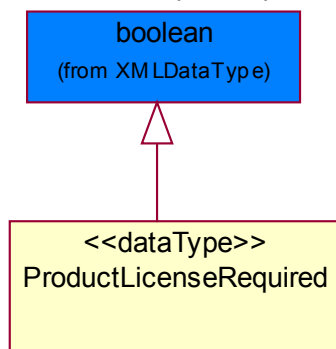 boolean
(from XMLDataType)
<<dataType>>
ProductLicenseRequired